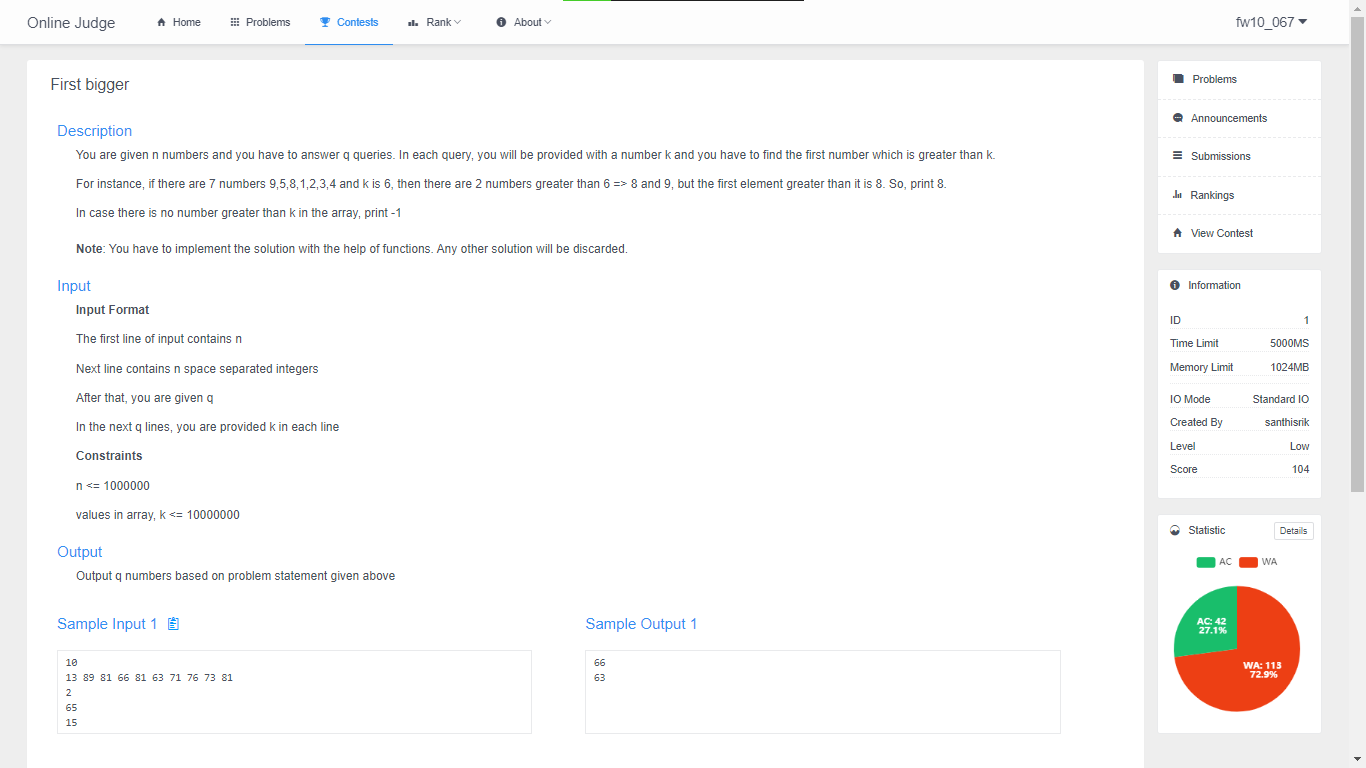 Online Judge
Home
Problems
Contests
Rank
About
fw10_067
First bigger
Description
You are given n numbers and you have to answer q queries. In each query, you will be provided with a number k and you have to find the first number which is greater than k.
For instance, if there are 7 numbers 9,5,8,1,2,3,4 and k is 6, then there are 2 numbers greater than 6 => 8 and 9, but the first element greater than it is 8. So, print 8.
In case there is no number greater than k in the array, print -1
Note: You have to implement the solution with the help of functions. Any other solution will be discarded.
Input
Input Format
The first line of input contains n
Next line contains n space separated integers
After that, you are given q
In the next q lines, you are provided k in each line
Constraints
n <= 1000000
values in array, k <= 10000000
Output
Output q numbers based on problem statement given above
Sample Input 1
10
13 89 81 66 81 63 71 76 73 81
2
65
15
Sample Output 1
66
63
Problems
Announcements
Submissions
Rankings
View Contest
Information
ID 1
Time Limit 5000MS
Memory Limit 1024MB
IO Mode Standard IO
Created By santhisrik
Level Low
Score 104
Statistic
Details
AC WA
AC: 42
27.1%
WA: 113
72.9%